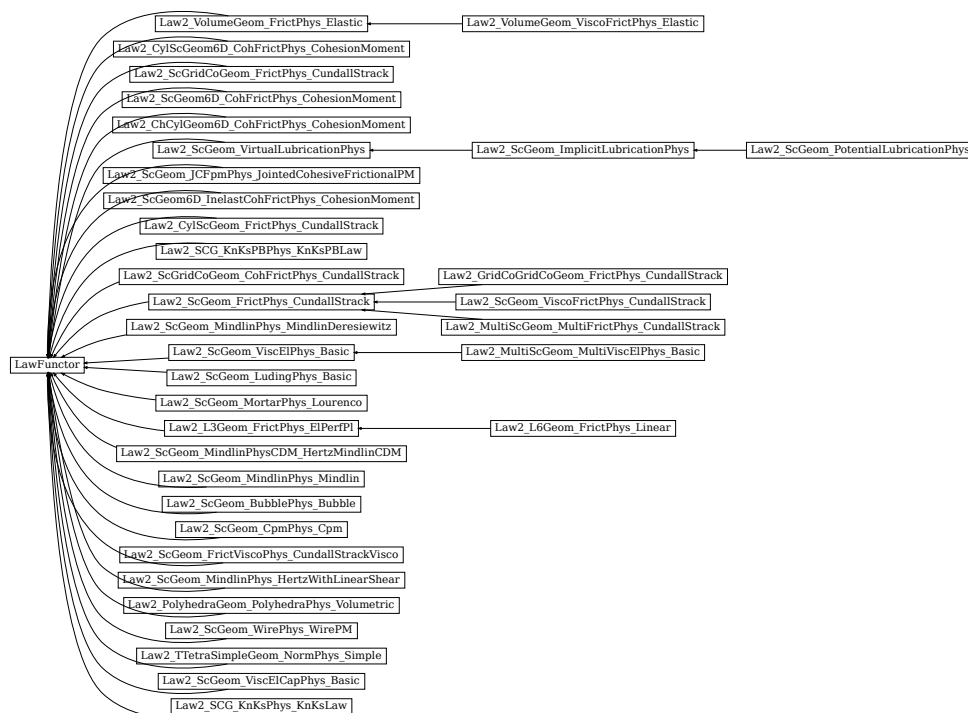 Law2_VolumeGeom_FrictPhys_Elastic
Law2_VolumeGeom_ViscoFrictPhys_Elastic
Law2_CylScGeom6D_CohFrictPhys_CohesionMoment
Law2_ScGridCoGeom_FrictPhys_CundallStrack
Law2_ScGeom6D_CohFrictPhys_CohesionMoment
Law2_ChCylGeom6D_CohFrictPhys_CohesionMoment
Law2_ScGeom_VirtualLubricationPhys
Law2_ScGeom_ImplicitLubricationPhys
Law2_ScGeom_PotentialLubricationPhys
Law2_ScGeom_JCFpmPhys_JointedCohesiveFrictionalPM
Law2_ScGeom6D_InelastCohFrictPhys_CohesionMoment
Law2_CylScGeom_FrictPhys_CundallStrack
Law2_SCG_KnKsPBPhys_KnKsPBLaw
Law2_ScGridCoGeom_CohFrictPhys_CundallStrack
Law2_GridCoGridCoGeom_FrictPhys_CundallStrack
Law2_ScGeom_FrictPhys_CundallStrack
Law2_ScGeom_ViscoFrictPhys_CundallStrack
Law2_ScGeom_MindlinPhys_MindlinDeresiewitz
Law2_MultiScGeom_MultiFrictPhys_CundallStrack
Law2_ScGeom_ViscElPhys_Basic
Law2_MultiScGeom_MultiViscElPhys_Basic
LawFunctor
Law2_ScGeom_LudingPhys_Basic
Law2_ScGeom_MortarPhys_Lourenco
Law2_L3Geom_FrictPhys_ElPerfPl
Law2_L6Geom_FrictPhys_Linear
Law2_ScGeom_MindlinPhysCDM_HertzMindlinCDM
Law2_ScGeom_MindlinPhys_Mindlin
Law2_ScGeom_BubblePhys_Bubble
Law2_ScGeom_CpmPhys_Cpm
Law2_ScGeom_FrictViscoPhys_CundallStrackVisco
Law2_ScGeom_MindlinPhys_HertzWithLinearShear
Law2_PolyhedraGeom_PolyhedraPhys_Volumetric
Law2_ScGeom_WirePhys_WirePM
Law2_TTetraSimpleGeom_NormPhys_Simple
Law2_ScGeom_ViscElCapPhys_Basic
Law2_SCG_KnKsPhys_KnKsLaw